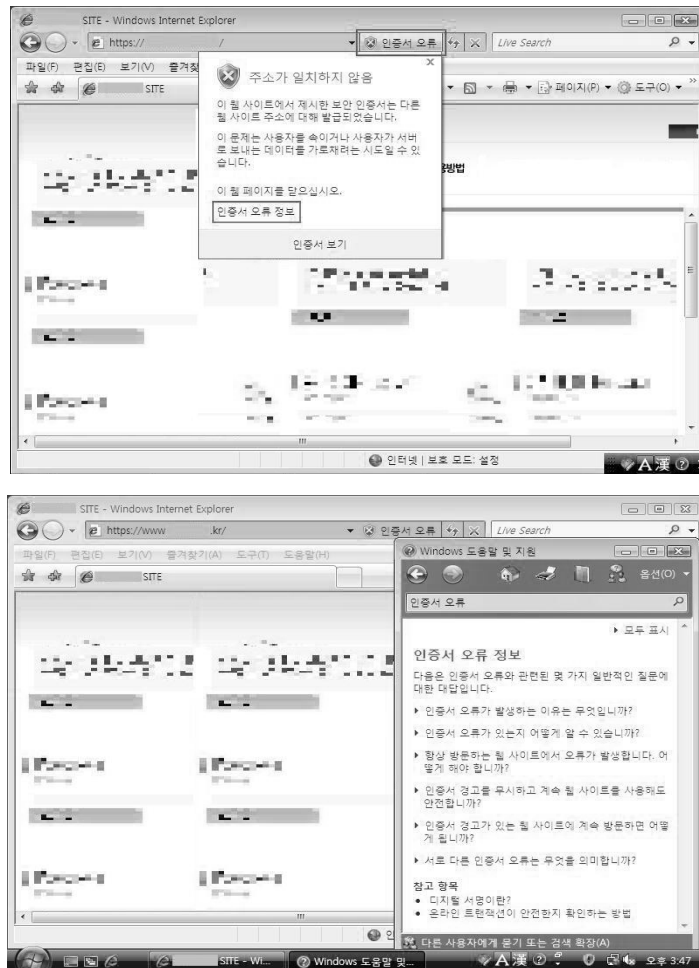 SITE - Windows Internet Explorer
https:// /
인증서 오류
Live Search
파일(F) 편집(E) 보기(V) 즐겨찾
SITE
페이지(P) 도구(O)
주소가 일치하지 않음
이 웹 사이트에서 제시한 보안 인증서는 다른
웹 사이트 주소에 대해 발급되었습니다.
이 문제는 사용자를 속이거나 사용자가 서버
로 보내는 데이터를 가로채려는 시도일 수 있
습니다.
이 웹 페이지를 닫으십시오.
인증서 오류 정보
인증서 보기
용방법
인터넷 | 보호 모드: 설정
A 漢
SITE - Windows Internet Explorer
https://www .kr/
인증서 오류
Live Search
파일(F) 편집(E) 보기(V) 즐겨찾기(A) 도구(T) 도움말(H)
SITE
Windows 도움말 및 지원
옵션(O)
인증서 오류
모두 표시
인증서 오류 정보
다음은 인증서 오류와 관련된 몇 가지 일반적인 질문에
대한 대답입니다.
인증서 오류가 발생하는 이유는 무엇입니까?
인증서 오류가 있는지 어떻게 알 수 있습니까?
항상 방문하는 웹 사이트에서 오류가 발생합니다. 어
떻게 해야 합니까?
인증서 경고를 무시하고 계속 웹 사이트를 사용해도
안전합니까?
인증서 경고가 있는 웹 사이트에 계속 방문하면 어떻
게 됩니까?
서로 다른 인증서 오류는 무엇을 의미합니까?
참고 항목
• 디지털 서명이란?
• 온라인 트랜잭션이 안전한지 확인하는 방법
다른 사용자에게 묻기 또는 검색 확장(A)
SITE - Wi...
Windows 도움말 및...
A 漢
오후 3:47